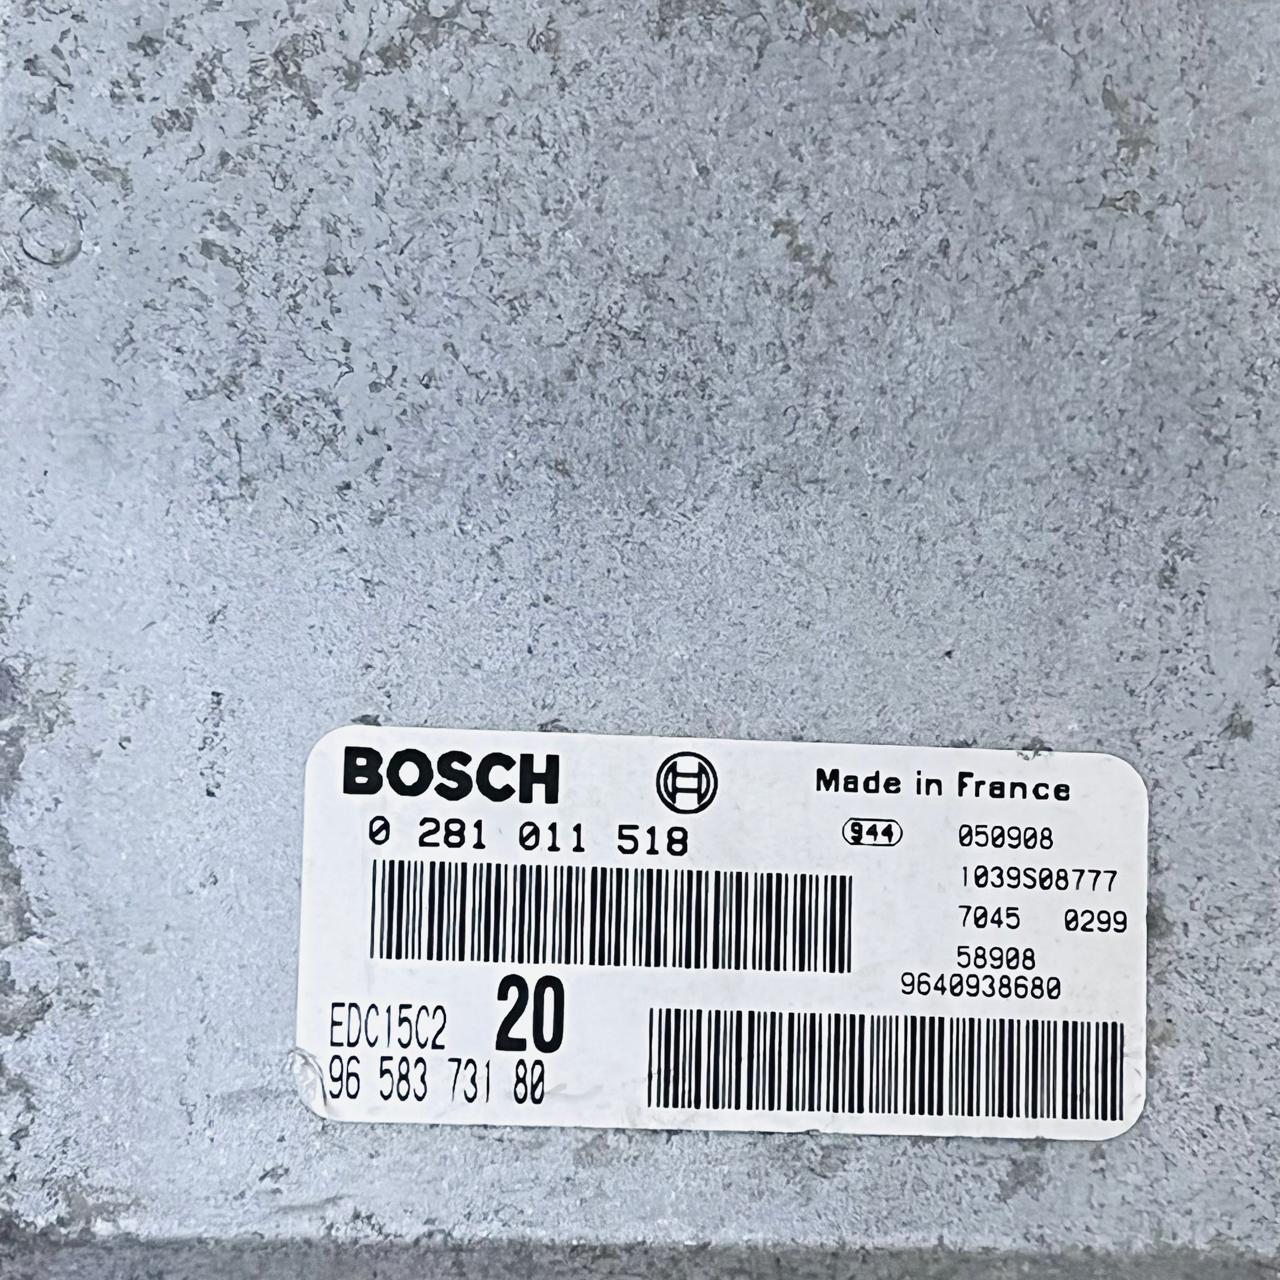 BOSCH
Made in France
0 281 011 518
944
050908
1039S08777
7045 0299
58908
9640938680
EDC15C2 20
96 583 731 80